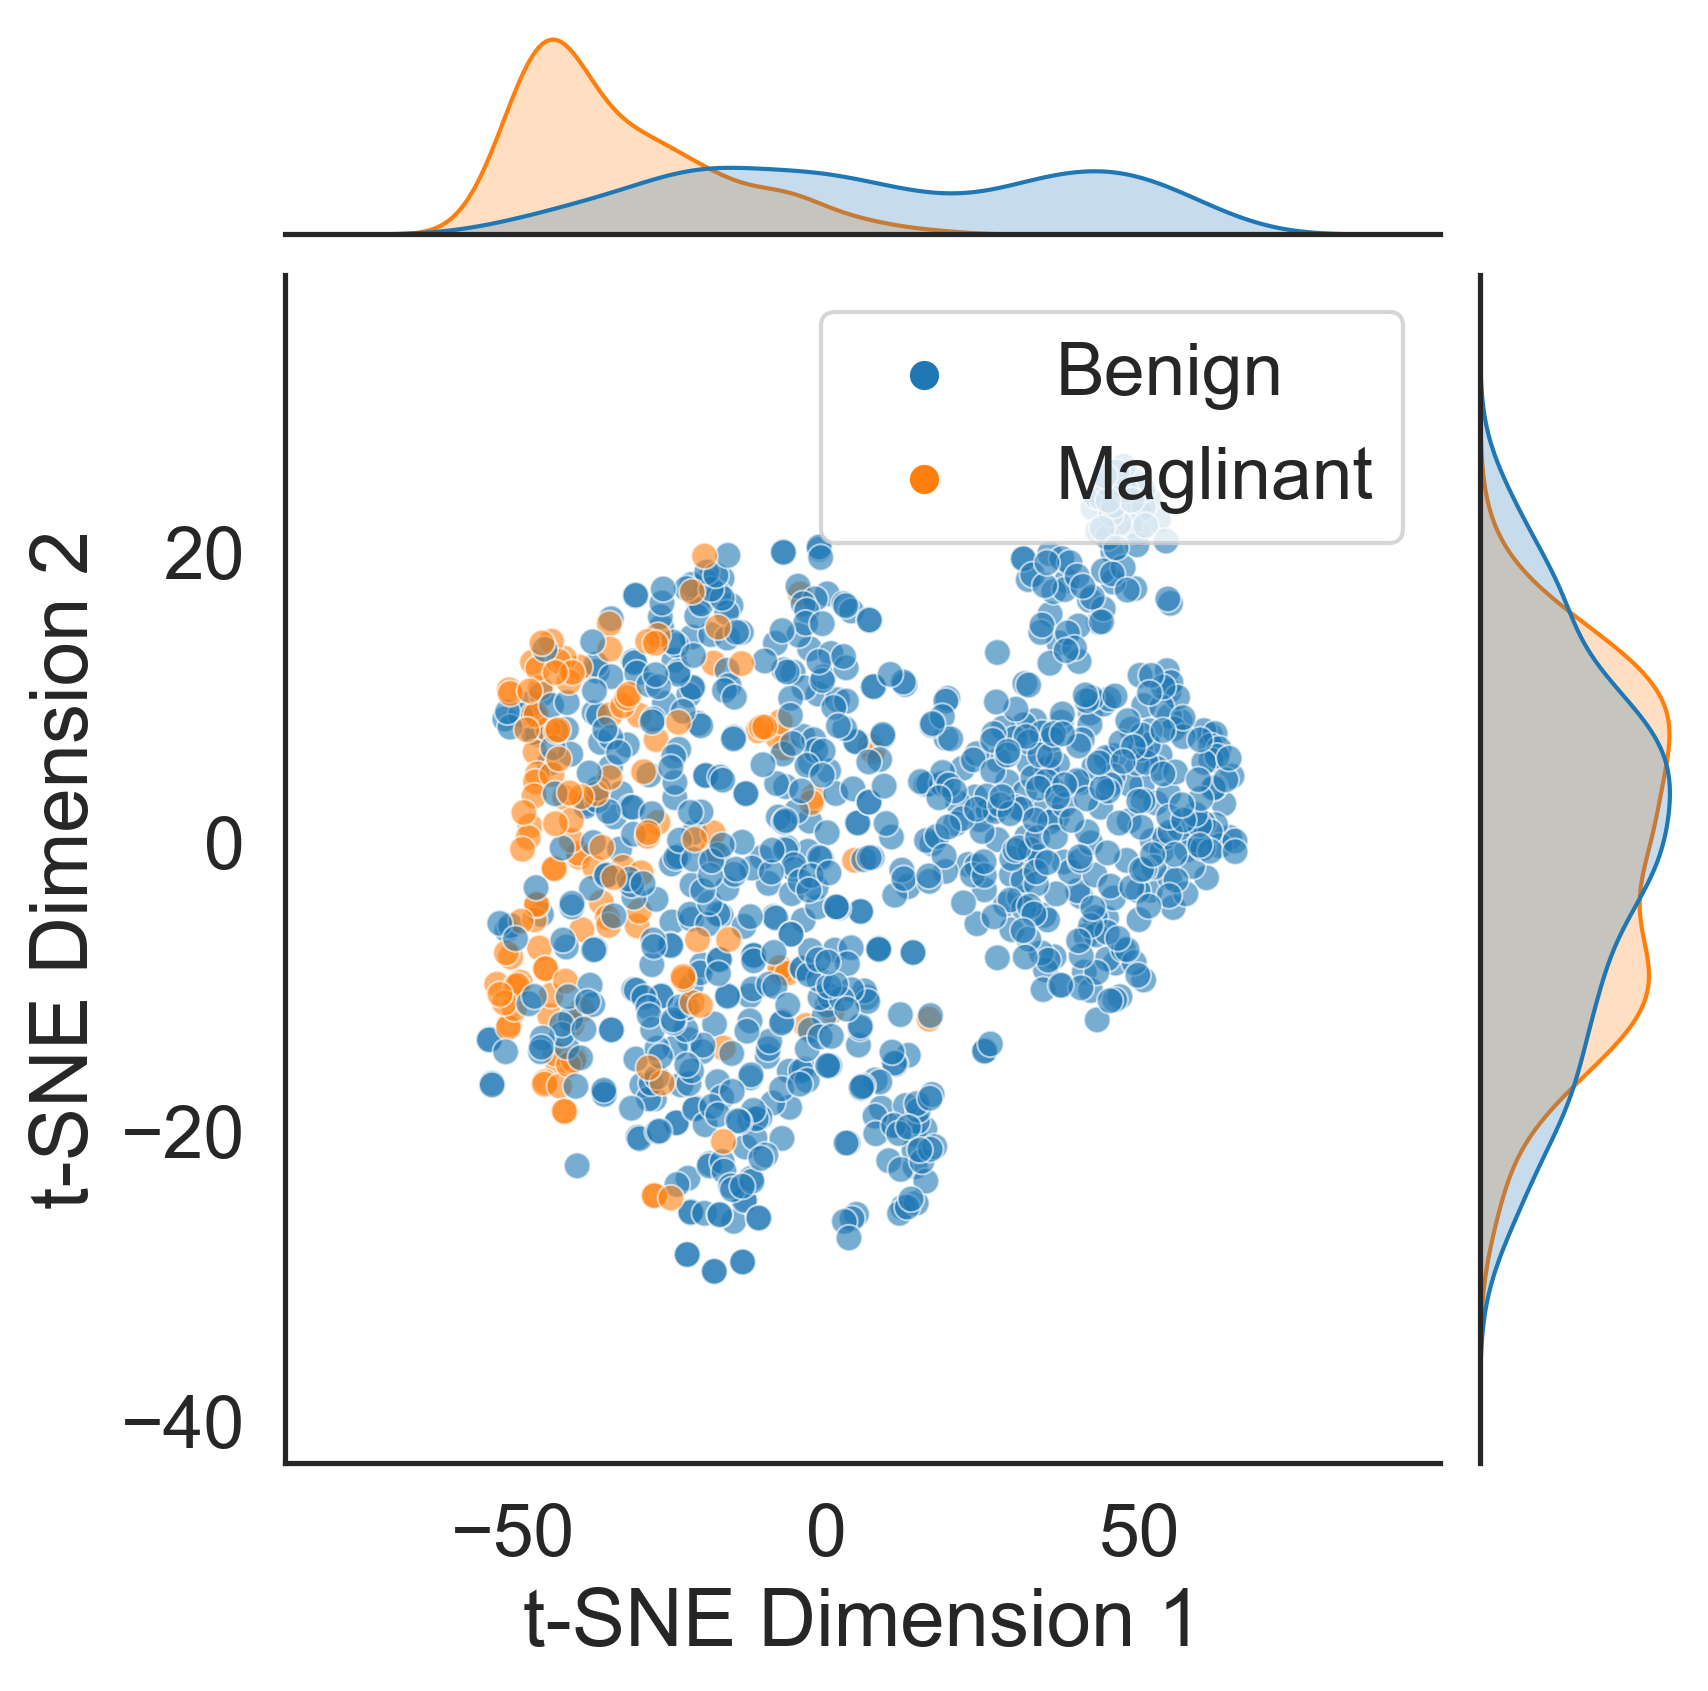 Benign
Maglinant
t-SNE Dimension 2
20
0
−20
−40
−50 0 50
t-SNE Dimension 1